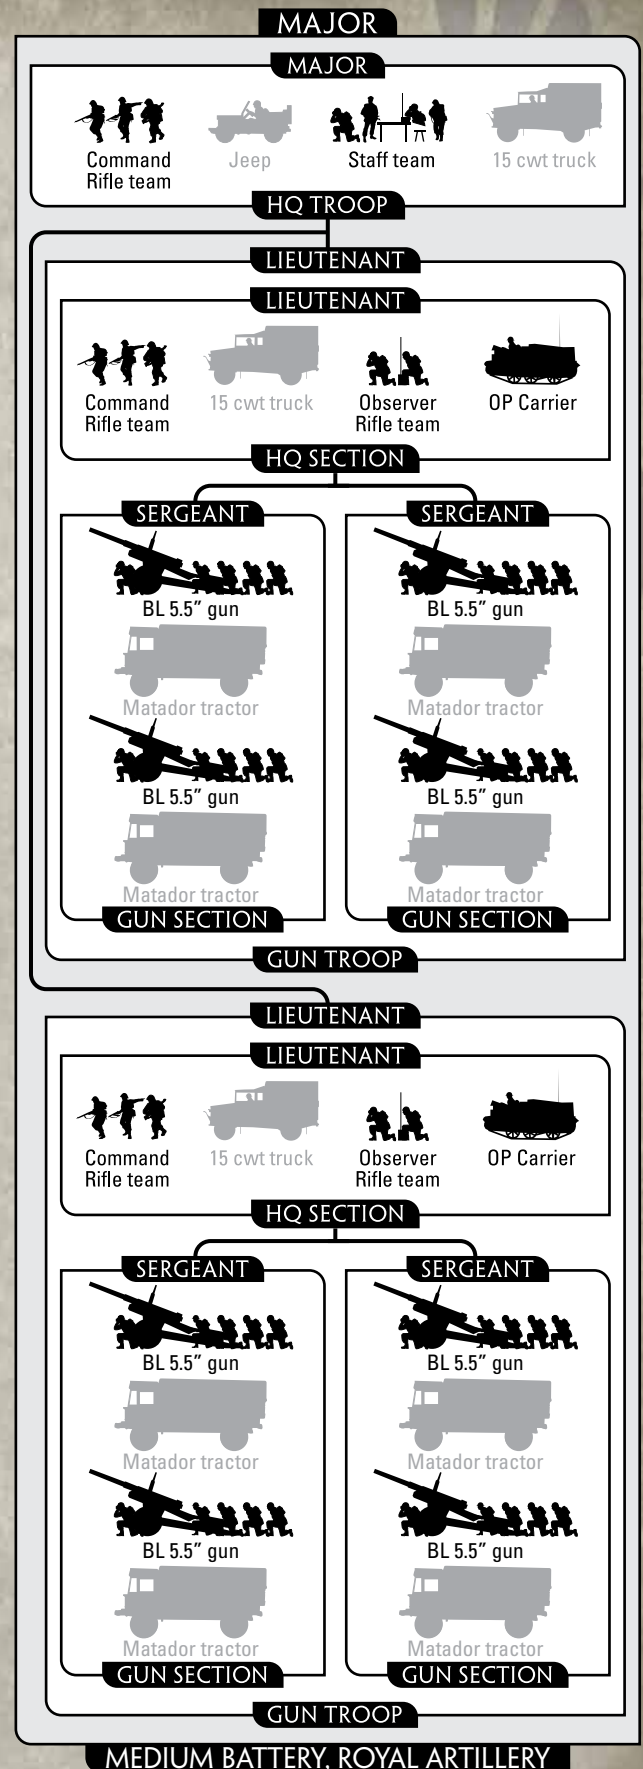 MAJOR
MAJOR
Command
Rifle team
Jeep
Staff team
15 cwt truck
HQ TROOP
LIEUTENANT
LIEUTENANT
Command
Rifle team
15 cwt truck
Observer
Rifle team
OP Carrier
HQ SECTION
SERGEANT
BL 5.5” gun
Matador tractor
BL 5.5” gun
Matador tractor
GUN SECTION
SERGEANT
BL 5.5” gun
Matador tractor
BL 5.5” gun
Matador tractor
GUN SECTION
GUN TROOP
LIEUTENANT
LIEUTENANT
Command
Rifle team
15 cwt truck
Observer
Rifle team
OP Carrier
HQ SECTION
SERGEANT
BL 5.5” gun
Matador tractor
BL 5.5” gun
Matador tractor
GUN SECTION
SERGEANT
BL 5.5” gun
Matador tractor
BL 5.5” gun
Matador tractor
GUN SECTION
GUN TROOP
MEDIUM BATTERY, ROYAL ARTILLERY